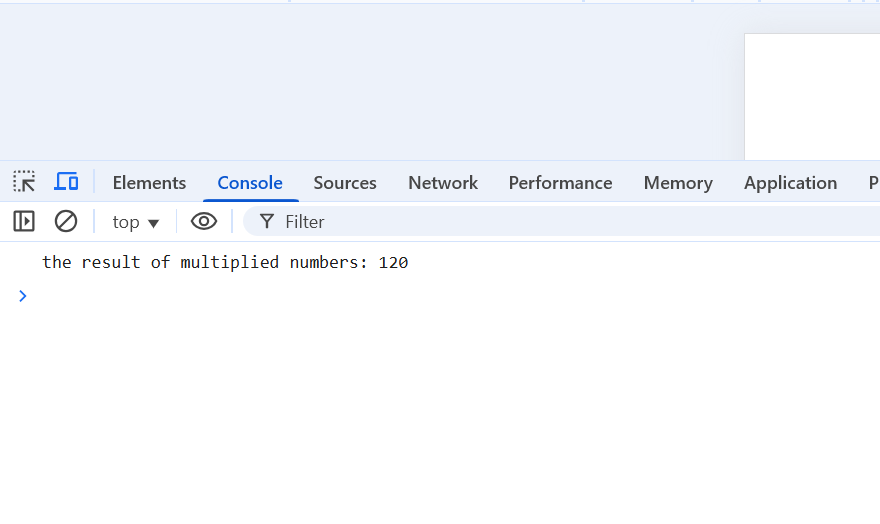 Elements Console Sources Network Performance Memory Application P
top Filter
the result of multiplied numbers: 120